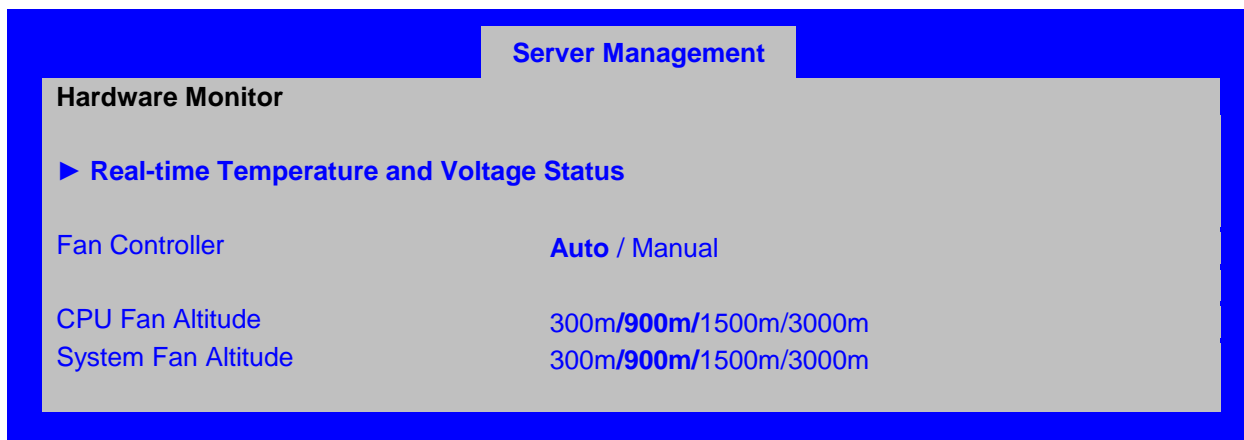 Server Management
Hardware Monitor
► Real-time Temperature and Voltage Status
Fan Controller Auto / Manual
CPU Fan Altitude 300m/900m/1500m/3000m
System Fan Altitude 300m/900m/1500m/3000m